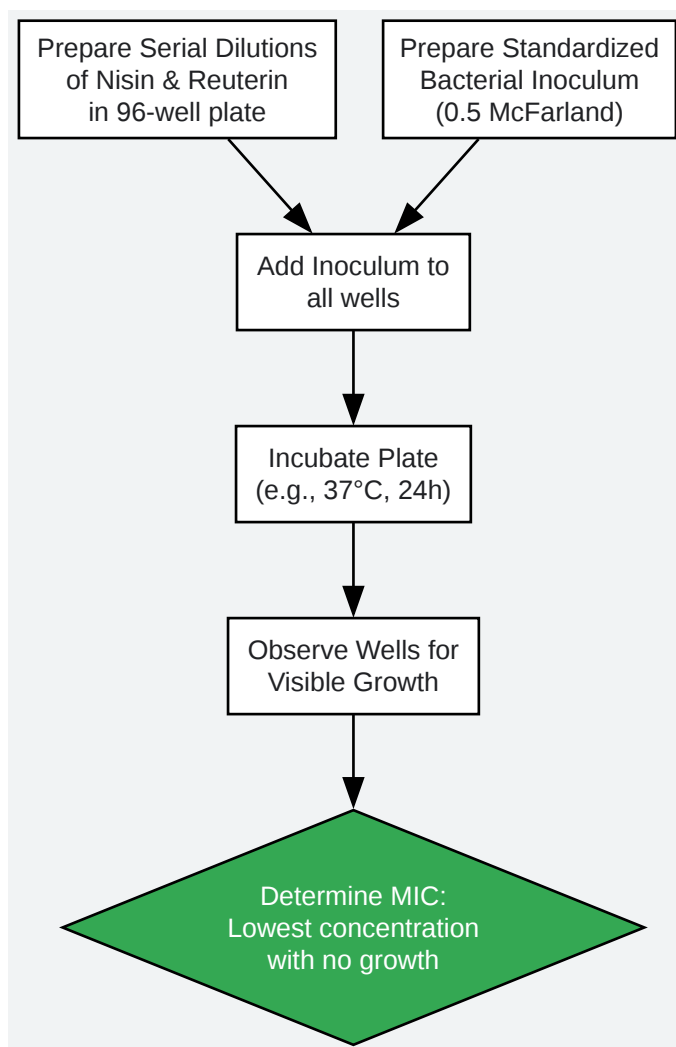 Prepare Serial Dilutions
of Nisin & Reuterin
in 96-well plate
Prepare Standardized
Bacterial Inoculum
(0.5 McFarland)
Add Inoculum to
all wells
Incubate Plate
(e.g., 37°C, 24h)
Observe Wells for
Visible Growth
Determine MIC:
Lowest concentration
with no growth